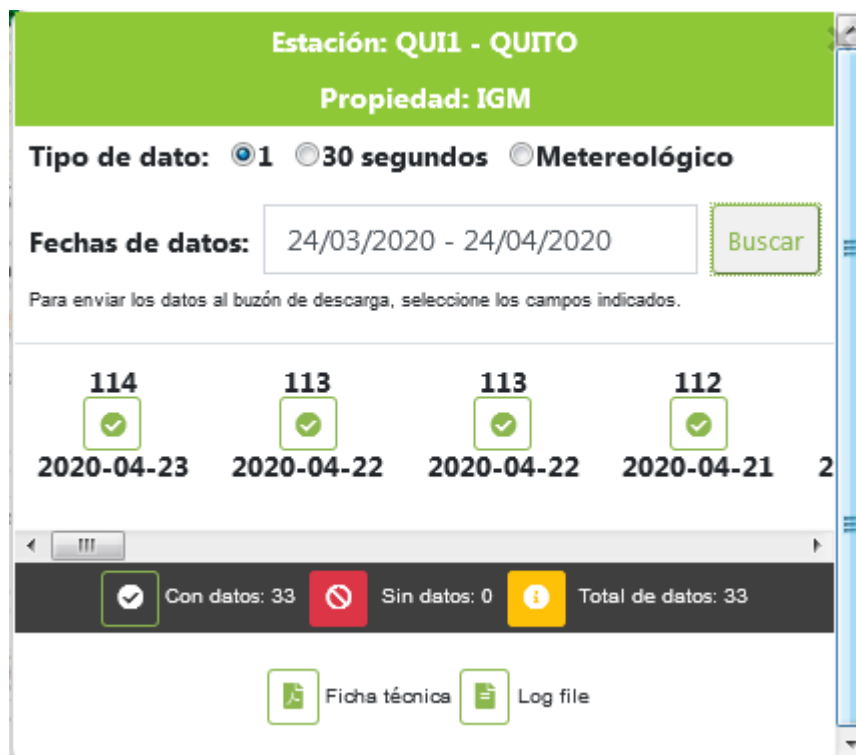 Estación: QUI1 - QUITO
Propiedad: IGM
Tipo de dato: 1 30 segundos Metereológico
Fechas de datos: 24/03/2020 - 24/04/2020 Buscar
Para enviar los datos al buzón de descarga, seleccione los campos indicados.
114 113 113 112
2020-04-23 2020-04-22 2020-04-22 2020-04-21 2
Con datos: 33 Sin datos: 0 Total de datos: 33
Ficha técnica Log file